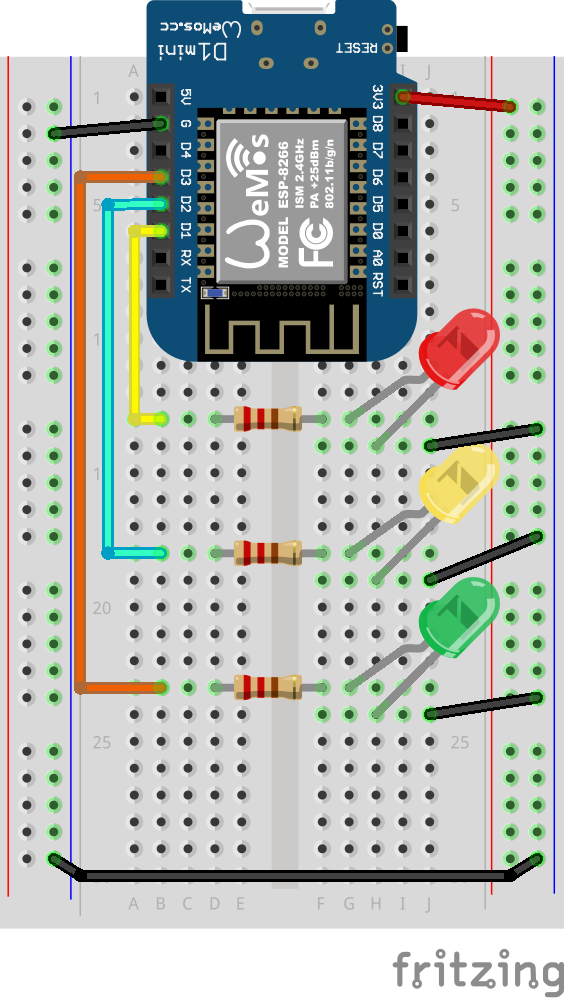 WeMos.cc
D1mini
RESET
A
I
J
1
5V
3V3
G
D8
D4
D7
D3
D6
D2
D5
5
5
D1
D0
RX
A0
TX
RST
WeMos
MODEL ESP-8266
ISM 2.4GHz
PA +25dBm
802.11b/g/n
FC
1
1
20
25
25
A B C D E F G H I J
fritzing